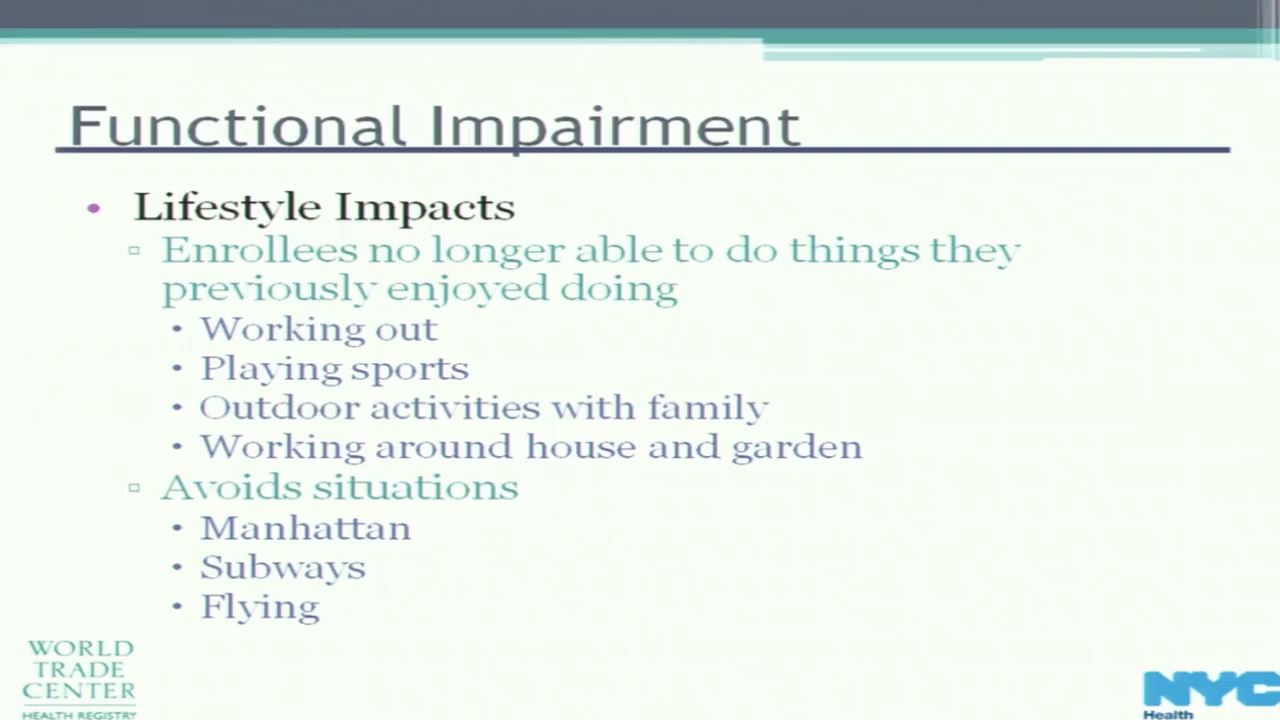 Functional Impairment
• Lifestyle Impacts
▫ Enrollees no longer able to do things they
previously enjoyed doing
• Working out
• Playing sports
• Outdoor activities with family
• Working around house and garden
▫ Avoids situations
• Manhattan
• Subways
• Flying
WORLD
TRADE
CENTER
HEALTH REGISTRY
NYC
Health